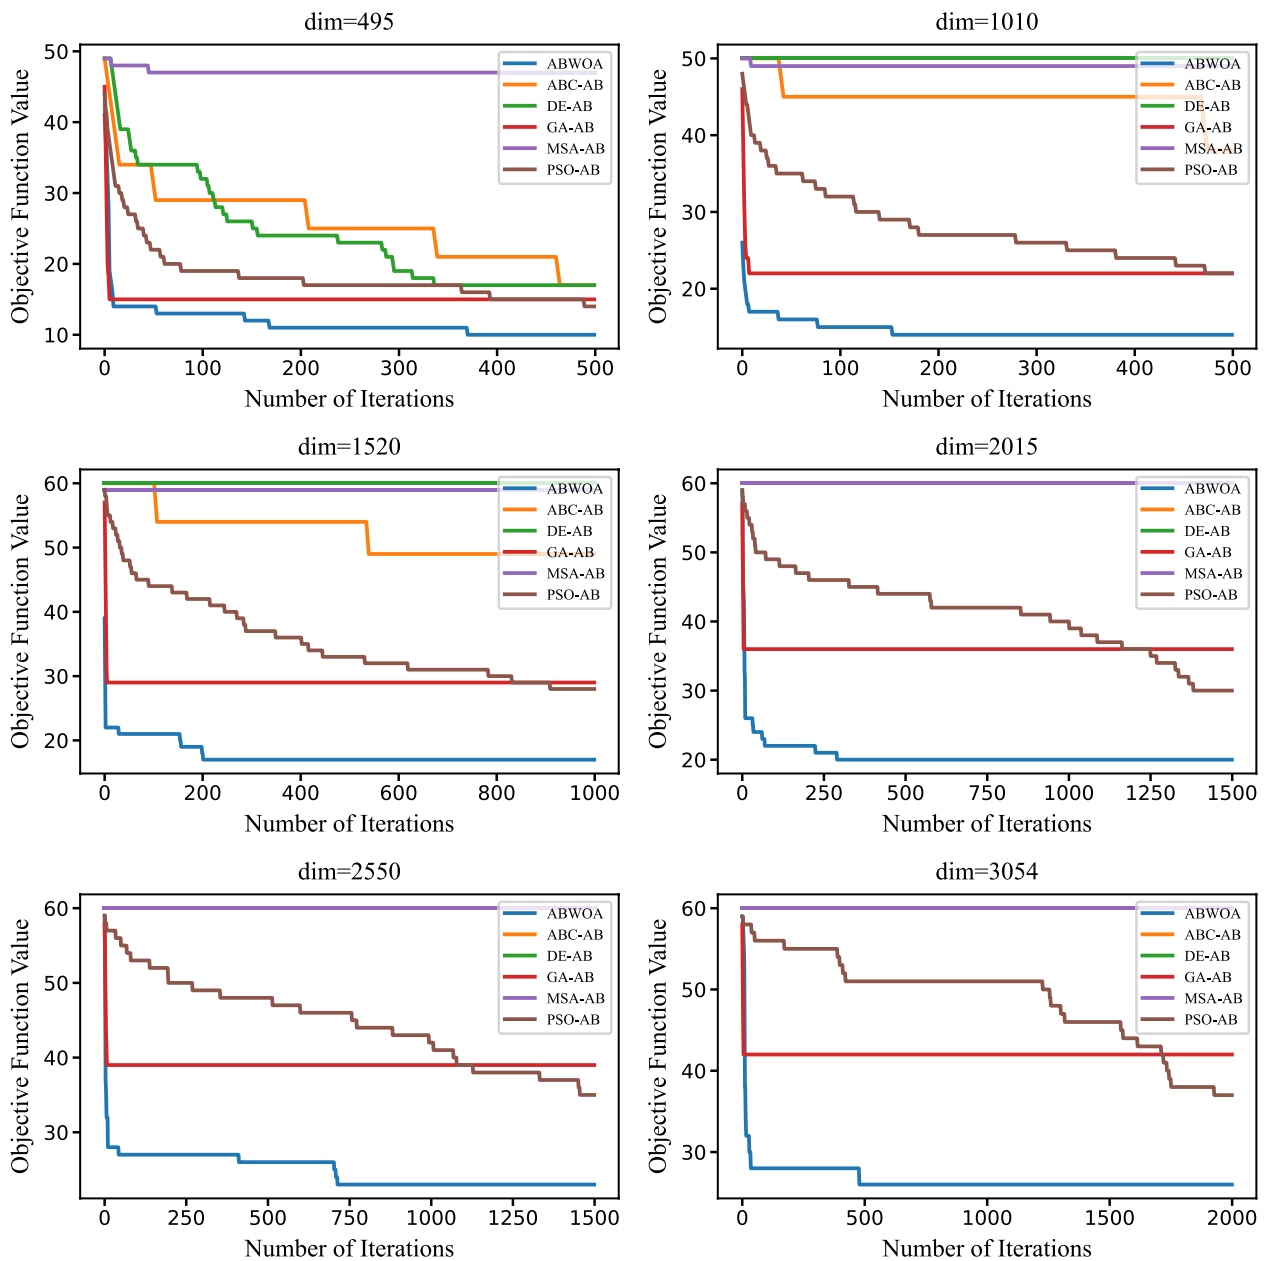 dim=495
Objective Function Value
50
40
30
20
10
0
100
200
300
400
500
Number of Iterations
ABWOA
ABC-AB
DE-AB
GA-AB
MSA-AB
PSO-AB
dim=1010
Objective Function Value
50
40
30
20
0
100
200
300
400
500
Number of Iterations
ABWOA
ABC-AB
DE-AB
GA-AB
MSA-AB
PSO-AB
dim=1520
Objective Function Value
60
50
40
30
20
0
200
400
600
800
1000
Number of Iterations
ABWOA
ABC-AB
DE-AB
GA-AB
MSA-AB
PSO-AB
dim=2015
Objective Function Value
60
50
40
30
20
0
250
500
750
1000
1250
1500
Number of Iterations
ABWOA
ABC-AB
DE-AB
GA-AB
MSA-AB
PSO-AB
dim=2550
Objective Function Value
60
50
40
30
0
250
500
750
1000
1250
1500
Number of Iterations
ABWOA
ABC-AB
DE-AB
GA-AB
MSA-AB
PSO-AB
dim=3054
Objective Function Value
60
50
40
30
0
500
1000
1500
2000
Number of Iterations
ABWOA
ABC-AB
DE-AB
GA-AB
MSA-AB
PSO-AB